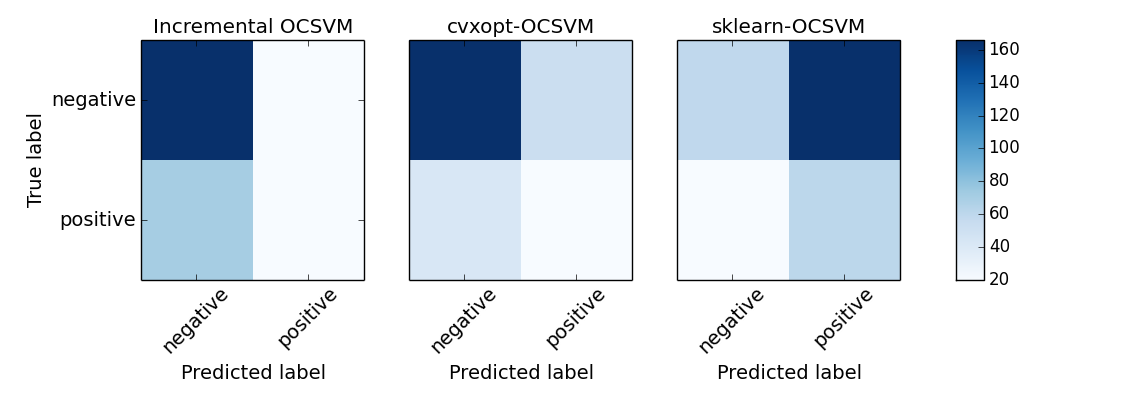 Incremental OCSVM
cvxopt-OCSVM
sklearn-OCSVM
True label
negative
positive
negative
positive
negative
positive
negative
positive
Predicted label
Predicted label
Predicted label
160
140
120
100
80
60
40
20